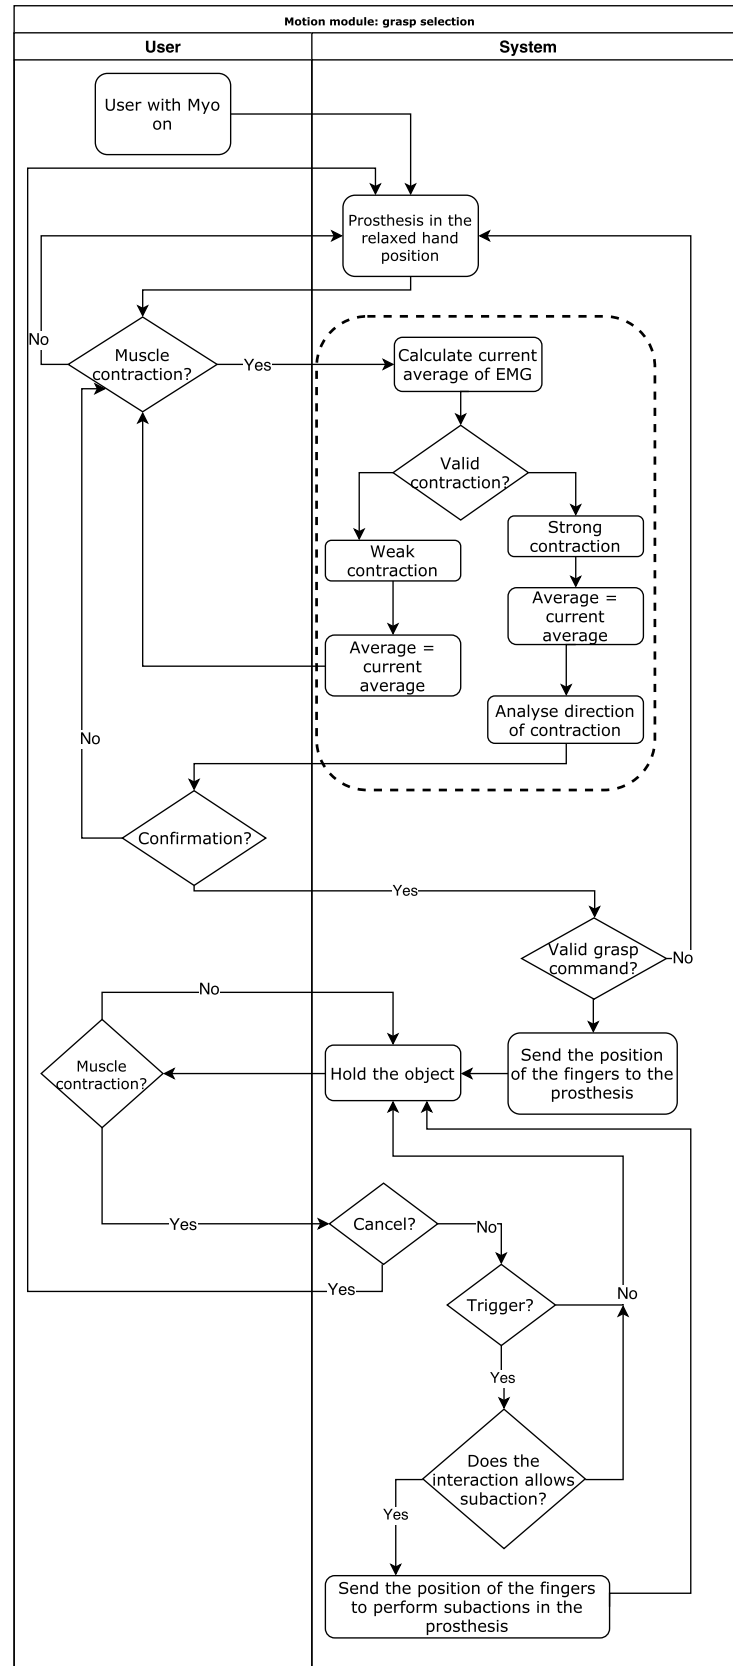 Motion module: grasp selection
User
System
User with Myo
on
Prosthesis in the
relaxed hand
position
No
Muscle
contraction?
Yes
Calculate current
average of EMG
Valid
contraction?
Strong
contraction
Weak
contraction
Average =
current
average
Average =
current
average
Analyse direction
of contraction
No
Confirmation?
Yes
Valid grasp
command?
No
No
Muscle
contraction?
Hold the object
Send the position
of the fingers to the
prosthesis
Yes
Cancel?
No
Yes
Trigger?
No
Yes
Does the
interaction allows
subaction?
Yes
Send the position of the fingers
to perform subactions in the
prosthesis